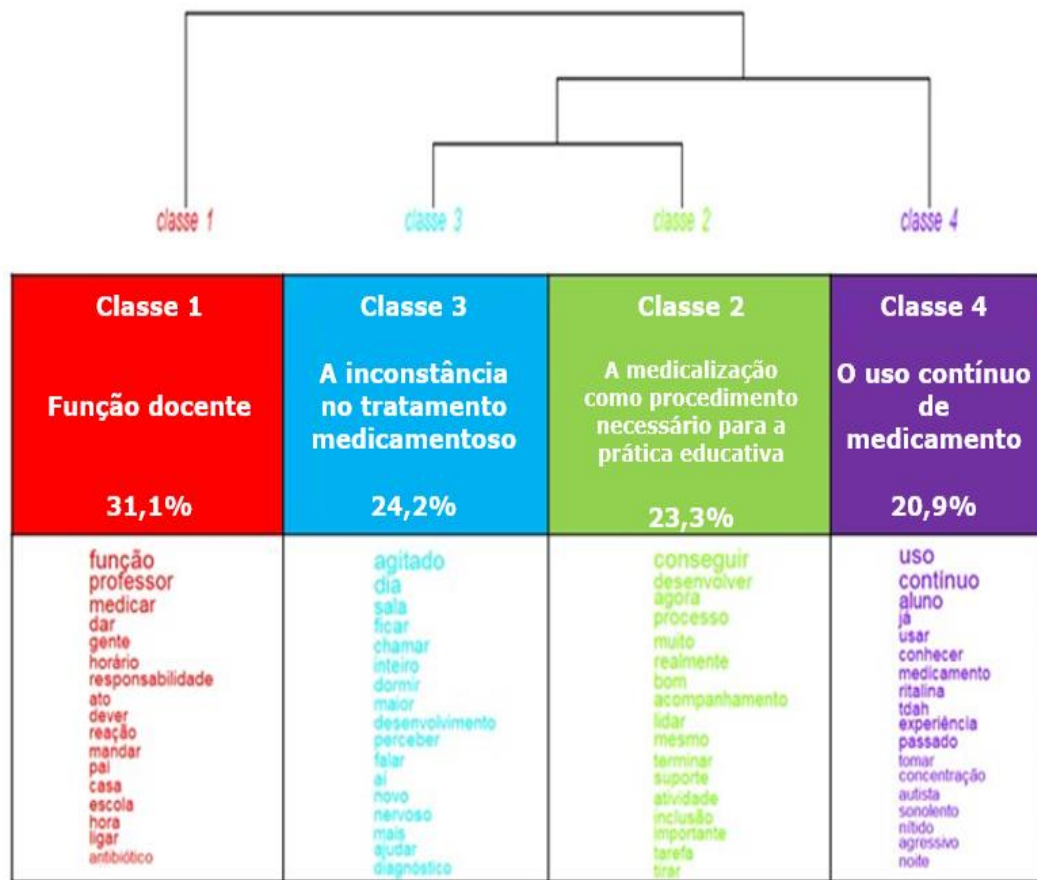 classe 1
classe 3
classe 2
classe 4
Classe 1
Função docente
31,1%
Classe 3
A inconstância
no tratamento
medicamentoso
24,2%
Classe 2
A medicalização
como procedimento
necessário para a
prática educativa
23,3%
Classe 4
O uso contínuo
de
medicamento
20,9%
função
professor
medicar
dar
gente
horário
responsabilidade
ato
dever
reação
mandar
pai
casa
escola
hora
ligar
antibiótico
agitado
dia
sala
ficar
chamar
inteiro
dormir
maior
desenvolvimento
perceber
falar
aí
novo
nervoso
mais
ajudar
diagnóstico
conseguir
desenvolver
agora
processo
muito
realmente
bom
acompanhamento
lidar
mesmo
terminar
suporte
atividade
inclusão
importante
tarefa
tirar
uso
contínuo
aluno
já
usar
conhecer
medicamento
ritalina
tdah
experiência
passado
tomar
concentração
autista
sonolento
nítido
agressivo
noite